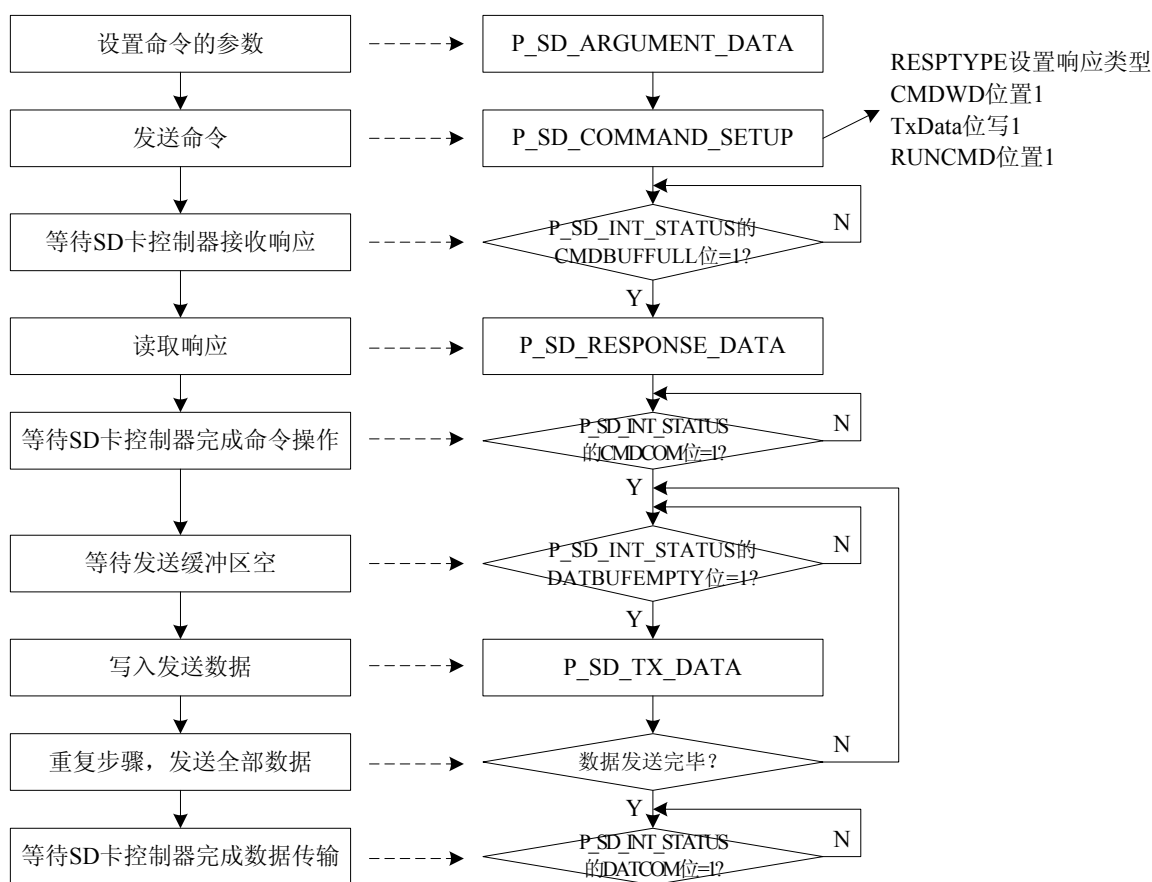 设置命令的参数
P_SD_ARGUMENT_DATA
RESPTYPE设置响应类型
CMDWD位置1
TxData位写1
RUNCMD位置1
发送命令
P_SD_COMMAND_SETUP
等待SD卡控制器接收响应
P_SD_INT_STATUS的
CMDBUFFULL位=1?
N
Y
读取响应
P_SD_RESPONSE_DATA
等待SD卡控制器完成命令操作
P_SD_INT_STATUS
的CMDCOM位=1?
N
Y
等待发送缓冲区空
P_SD_INT_STATUS的
DATBUFEMPTY位=1?
N
Y
写入发送数据
P_SD_TX_DATA
重复步骤，发送全部数据
数据发送完毕？
N
Y
等待SD卡控制器完成数据传输
P_SD_INT_STATUS
的DATCOM位=1?
N